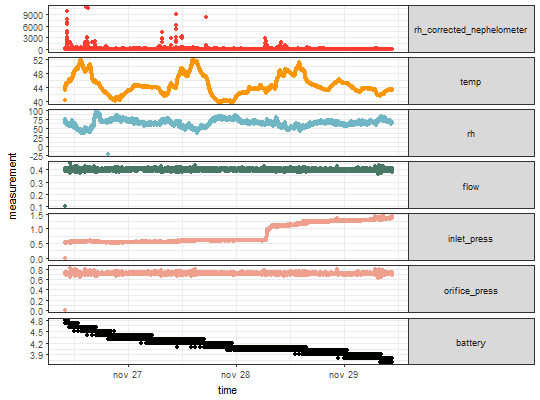 9000
6000
3000
0
rh_corrected_nephelometer
52
48
44
40
temp
100
75
50
25
0
-25
rh
0.4
0.3
0.2
0.1
flow
1.5
1.0
0.5
0.0
inlet_press
0.8
0.6
0.4
0.2
0.0
orifice_press
4.8
4.5
4.2
3.9
battery
measurement
nov 27
nov 28
nov 29
time